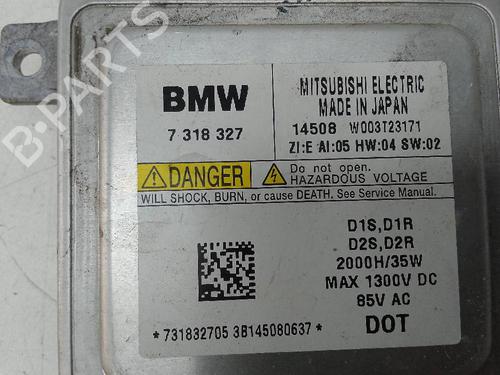 BMW
7 318 327
MITSUBISHI ELECTRIC
MADE IN JAPAN
14508 W003T23171
ZI:E AI:05 HW:04 SW:02
DANGER
Do not open.
HAZARDOUS VOLTAGE
WILL SHOCK, BURN, or cause DEATH. See Service Manual.
D1S,D1R
D2S,D2R
2000H/35W
MAX 1300V DC
85V AC
*731832705 3B145080637*
DOT
B-PARTS